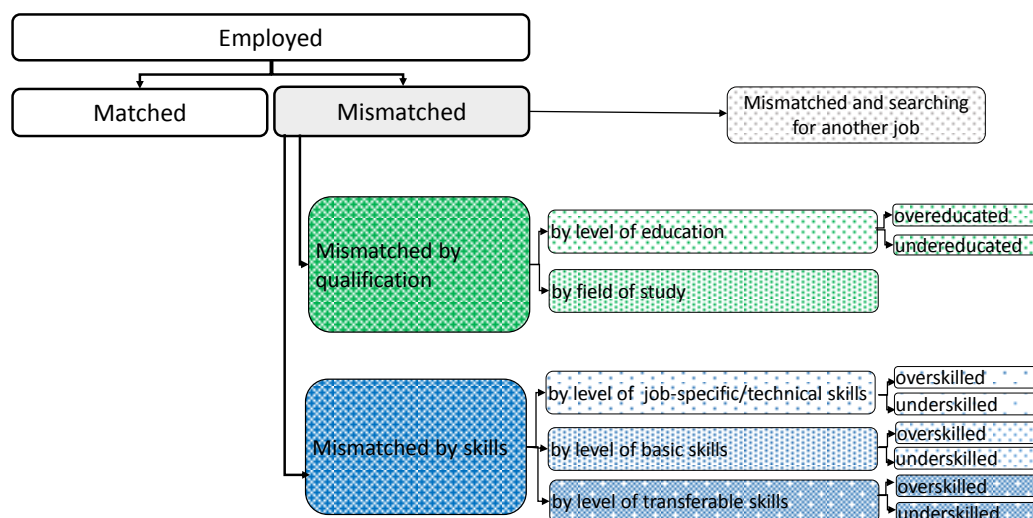 Employed
Matched
Mismatched
Mismatched and searching
for another job
Mismatched by
qualification
by level of education
overeducated
undereducated
by field of study
Mismatched by skills
by level of  job-specific/technical skills
overskilled
underskilled
by level of basic skills
overskilled
underskilled
by level of transferable skills
overskilled
underskilled